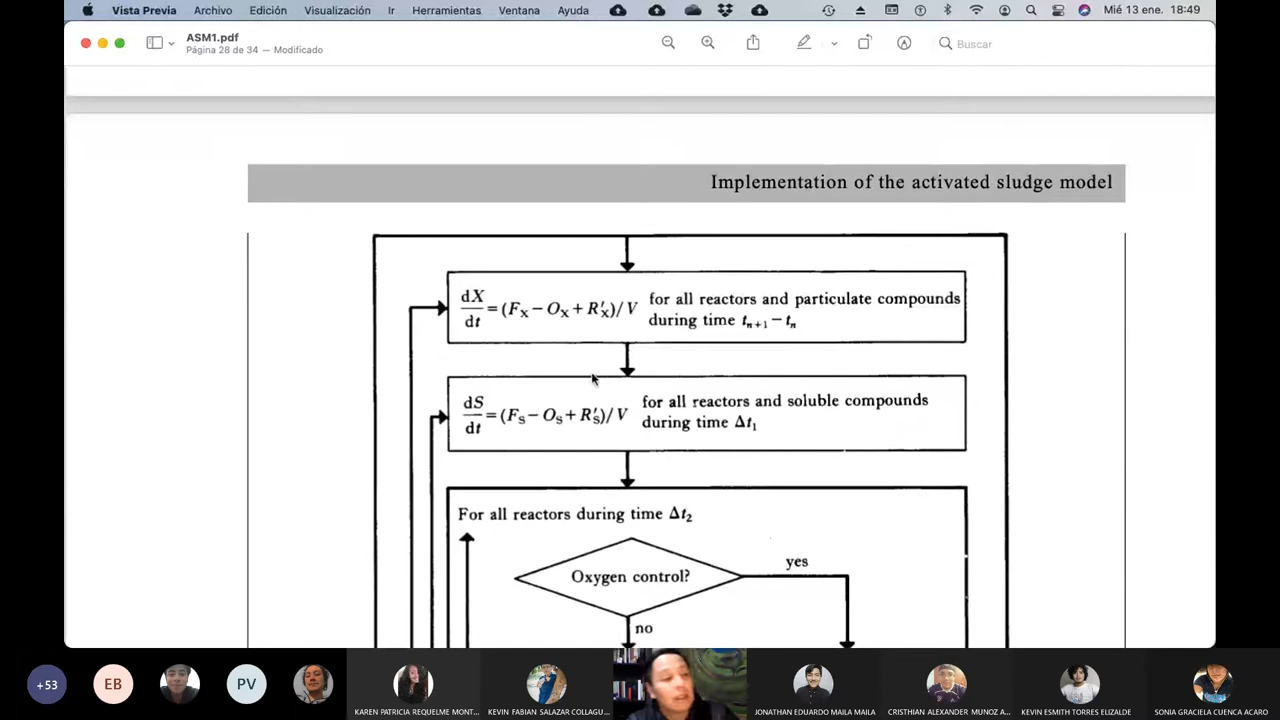 Vista Previa Archivo Edición Visualización Ir Herramientas Ventana Ayuda Mié 13 ene. 18:49
ASM1.pdf
Página 28 de 34 — Modificado
Buscar
Implementation of the activated sludge model
dX/dt = (F_X − O_X + R'_X)/V for all reactors and particulate compounds
during time t_{n+1} − t_n
dS/dt = (F_S − O_S + R'_S)/V for all reactors and soluble compounds
during time Δt_1
For all reactors during time Δt_2
yes
Oxygen control?
no
+53 EB PV
KAREN PATRICIA REQUELME MONT... KEVIN FABIAN SALAZAR COLLAGU... JONATHAN EDUARDO MAILA MAILA CRISTHIAN ALEXANDER MUNOZ A... KEVIN ESMITH TORRES ELIZALDE SONIA GRACIELA CUENCA ACARO